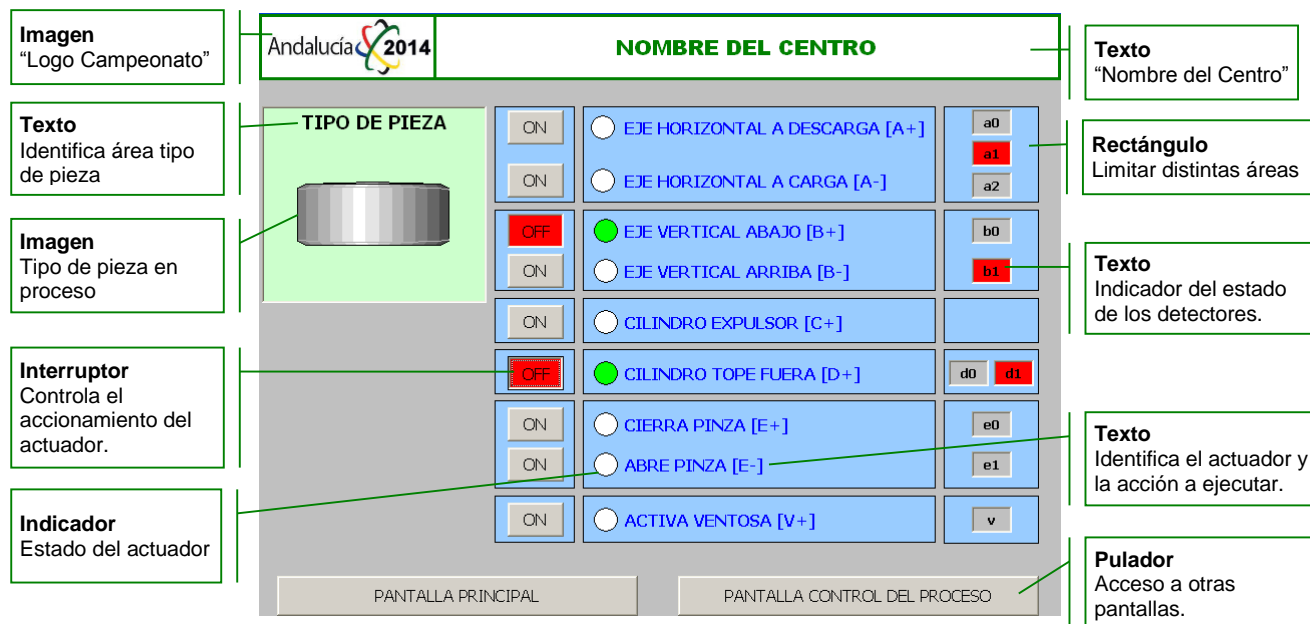 Imagen
“Logo Campeonato”
Texto
Identifica área tipo
de pieza
Imagen
Tipo de pieza en
proceso
Interruptor
Controla el
accionamiento del
actuador.
Indicador
Estado del actuador
Andalucía 2014
NOMBRE DEL CENTRO
TIPO DE PIEZA
ON
EJE HORIZONTAL A DESCARGA [A+]
a0
a1
ON
EJE HORIZONTAL A CARGA [A-]
a2
OFF
EJE VERTICAL ABAJO [B+]
b0
ON
EJE VERTICAL ARRIBA [B-]
b1
ON
CILINDRO EXPULSOR [C+]
OFF
CILINDRO TOPE FUERA [D+]
d0 d1
ON
CIERRA PINZA [E+]
e0
ON
ABRE PINZA [E-]
e1
ON
ACTIVA VENTOSA [V+]
v
PANTALLA PRINCIPAL
PANTALLA CONTROL DEL PROCESO
Texto
“Nombre del Centro”
Rectángulo
Limitar distintas áreas
Texto
Indicador del estado
de los detectores.
Texto
Identifica el actuador y
la acción a ejecutar.
Pulador
Acceso a otras
pantallas.